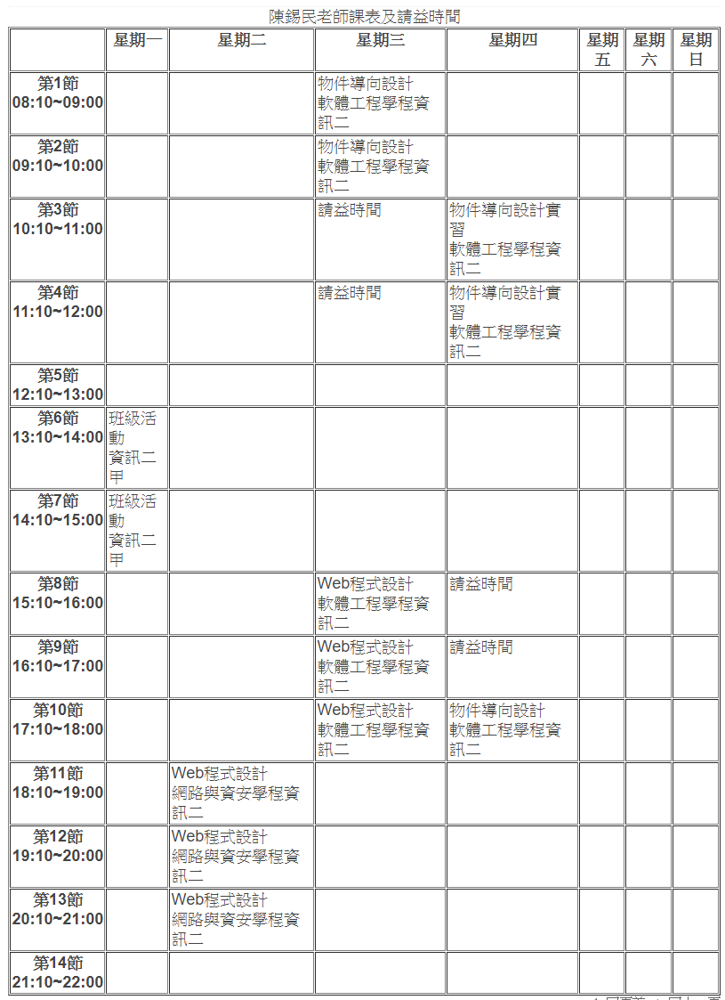 陳錫民老師課表及請益時間
星期一 星期二 星期三 星期四 星期
五 星期
六 星期
日
第1節
08:10~09:00
物件導向設計
軟體工程學程資
訊二
第2節
09:10~10:00
物件導向設計
軟體工程學程資
訊二
第3節
10:10~11:00
請益時間
物件導向設計實
習
軟體工程學程資
訊二
第4節
11:10~12:00
請益時間
物件導向設計實
習
軟體工程學程資
訊二
第5節
12:10~13:00
第6節
13:10~14:00
班級活
動
資訊二
甲
第7節
14:10~15:00
班級活
動
資訊二
甲
第8節
15:10~16:00
Web程式設計
軟體工程學程資
訊二
請益時間
第9節
16:10~17:00
Web程式設計
軟體工程學程資
訊二
請益時間
第10節
17:10~18:00
Web程式設計
軟體工程學程資
訊二
物件導向設計
軟體工程學程資
訊二
第11節
18:10~19:00
Web程式設計
網路與資安學程資
訊二
第12節
19:10~20:00
Web程式設計
網路與資安學程資
訊二
第13節
20:10~21:00
Web程式設計
網路與資安學程資
訊二
第14節
21:10~22:00